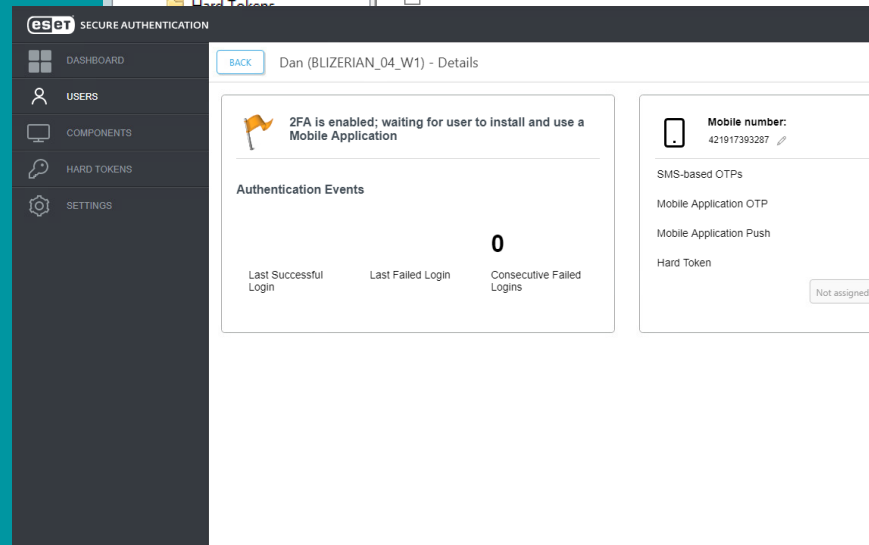 Hard Tokens
eset SECURE AUTHENTICATION
DASHBOARD
USERS
COMPONENTS
HARD TOKENS
SETTINGS
BACK Dan (BLIZERIAN_04_W1) - Details
2FA is enabled; waiting for user to install and use a
Mobile Application
Authentication Events
0
Last Successful
Login
Last Failed Login
Consecutive Failed
Logins
Mobile number:
421917393287
SMS-based OTPs
Mobile Application OTP
Mobile Application Push
Hard Token
Not assigned